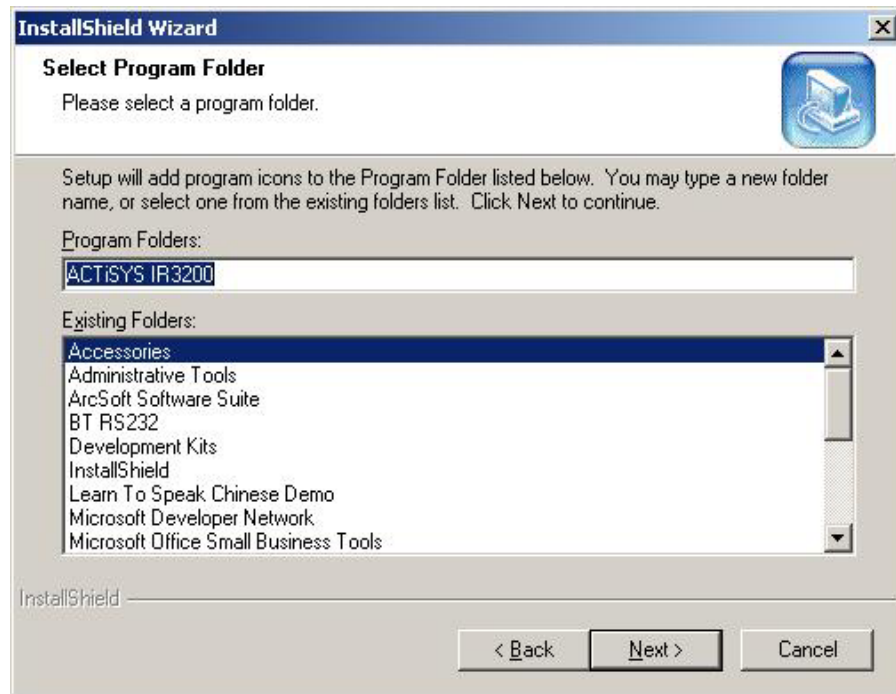 InstallShield Wizard
Select Program Folder
Please select a program folder.
Setup will add program icons to the Program Folder listed below. You may type a new folder
name, or select one from the existing folders list. Click Next to continue.
Program Folders:
ACTiSYS IR3200
Existing Folders:
Accessories
Administrative Tools
ArcSoft Software Suite
BT RS232
Development Kits
InstallShield
Learn To Speak Chinese Demo
Microsoft Developer Network
Microsoft Office Small Business Tools
InstallShield
< Back
Next >
Cancel